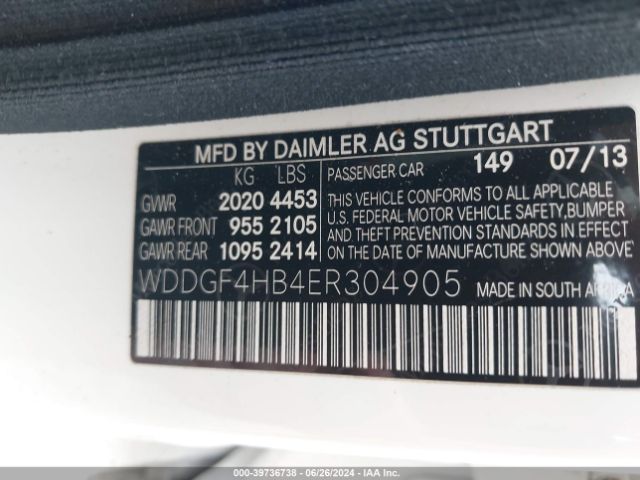 MFD BY DAIMLER AG STUTTGART
KG LBS PASSENGER CAR 149 07/13
GVWR 2020 4453 THIS VEHICLE CONFORMS TO ALL APPLICABLE
GAWR FRONT 955 2105 U.S. FEDERAL MOTOR VEHICLE SAFETY,BUMPER
AND THEFT PREVENTION STANDARDS IN EFFECT
GAWR REAR 1095 2414 ON THE DATE OF MANUFACTURE SHOWN ABOVE
WDDGF4HB4ER304905 MADE IN SOUTH AFRICA
000-39736738 - 06/26/2024 - IAA Inc.